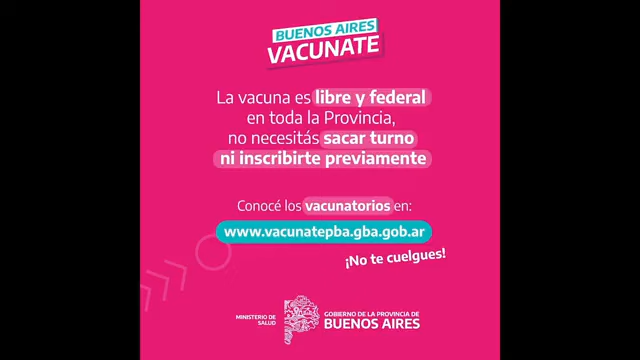 BUENOS AIRES
VACUNATE
La vacuna es libre y federal
en toda la Provincia,
no necesitás sacar turno
ni inscribirte previamente
Conocé los vacunatorios en:
www.vacunatepba.gba.gob.ar
¡No te cuelgues!
MINISTERIO DE
SALUD
GOBIERNO DE LA PROVINCIA DE
BUENOS AIRES